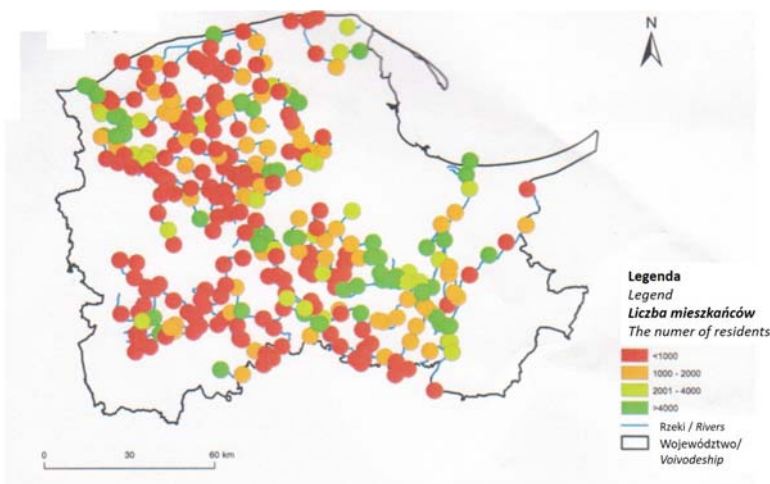 N
Legenda
Legend
Liczba mieszkańców
The numer of residents
<1000
1000 - 2000
2001 - 4000
>4000
Rzeki / Rivers
Województwo/
Voivodeship
0 30 60 km